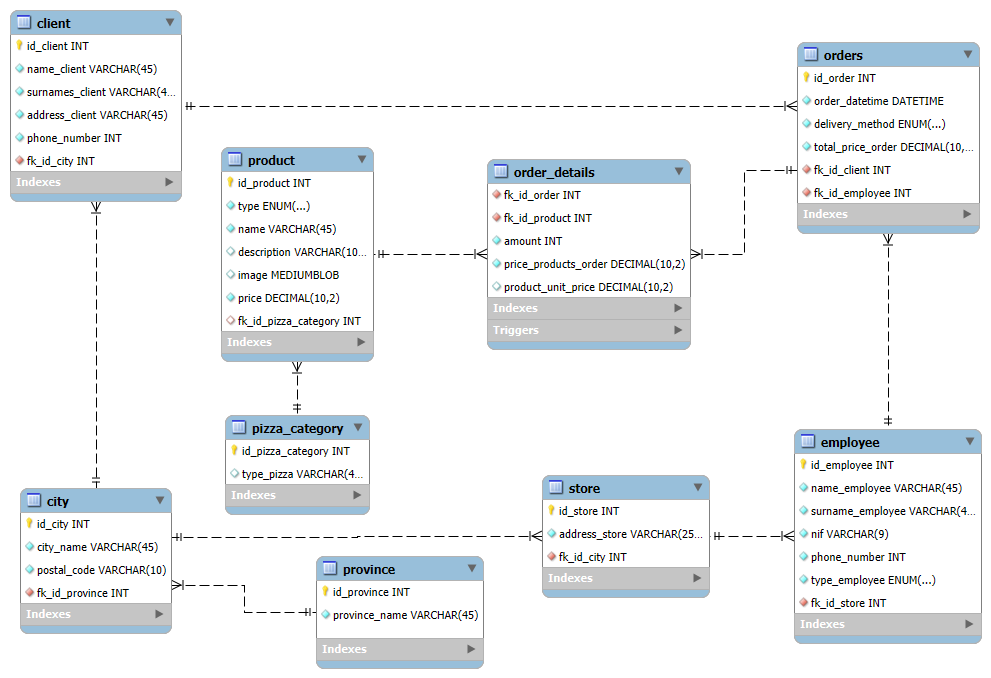 client
id_client INT
name_client VARCHAR(45)
surnames_client VARCHAR(4...
address_client VARCHAR(45)
phone_number INT
fk_id_city INT
Indexes
orders
id_order INT
order_datetime DATETIME
delivery_method ENUM(...)
total_price_order DECIMAL(10,...
fk_id_client INT
fk_id_employee INT
Indexes
product
id_product INT
type ENUM(...)
name VARCHAR(45)
description VARCHAR(10...
image MEDIUMBLOB
price DECIMAL(10,2)
fk_id_pizza_category INT
Indexes
order_details
fk_id_order INT
fk_id_product INT
amount INT
price_products_order DECIMAL(10,2)
product_unit_price DECIMAL(10,2)
Indexes
Triggers
pizza_category
id_pizza_category INT
type_pizza VARCHAR(4...
Indexes
employee
id_employee INT
name_employee VARCHAR(45)
surname_employee VARCHAR(4...
nif VARCHAR(9)
phone_number INT
type_employee ENUM(...)
fk_id_store INT
Indexes
city
id_city INT
city_name VARCHAR(45)
postal_code VARCHAR(10)
fk_id_province INT
Indexes
store
id_store INT
address_store VARCHAR(25...
fk_id_city INT
Indexes
province
id_province INT
province_name VARCHAR(45)
Indexes